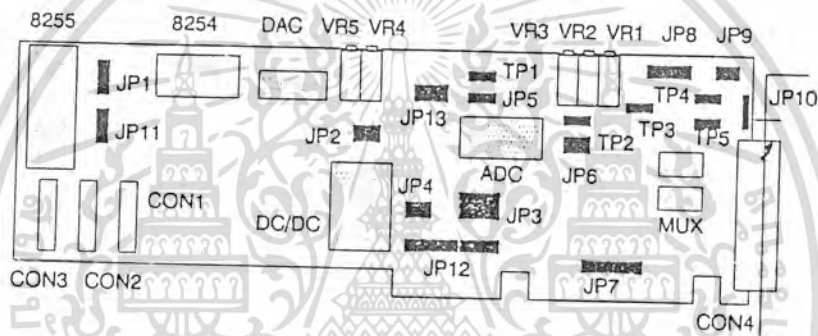 8255 8254 DAC VR5 VR4 VR3 VR2 VR1 JP8 JP9
JP1 TP1 TP4 JP10
JP11 JP13 JP5 TP3 TP5
JP2 ADC TP2
JP6
CON1 DC/DC JP4 JP3 MUX
CON3 CON2 JP12 JP7
CON4